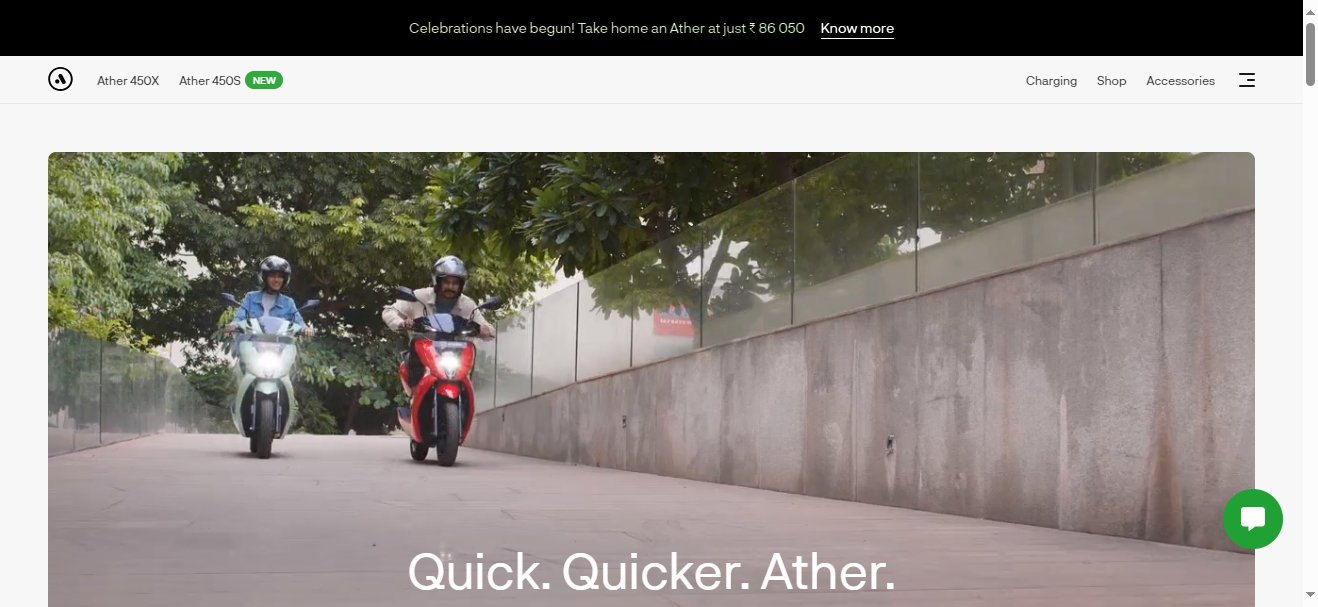 Celebrations have begun! Take home an Ather at just ₹ 86 050 Know more
Ather 450X Ather 450S NEW Charging Shop Accessories
Quick. Quicker. Ather.